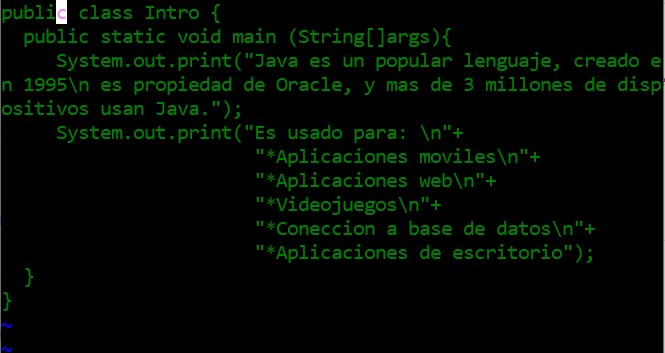 public class Intro {
  public static void main (String[]args){
     System.out.print("Java es un popular lenguaje, creado e
n 1995\n es propiedad de Oracle, y mas de 3 millones de disp
ositivos usan Java.");
     System.out.print("Es usado para: \n"+
                       "*Aplicaciones moviles\n"+
                       "*Aplicaciones web\n"+
                       "*Videojuegos\n"+
                       "*Coneccion a base de datos\n"+
                       "*Aplicaciones de escritorio");
  }
}
~
~